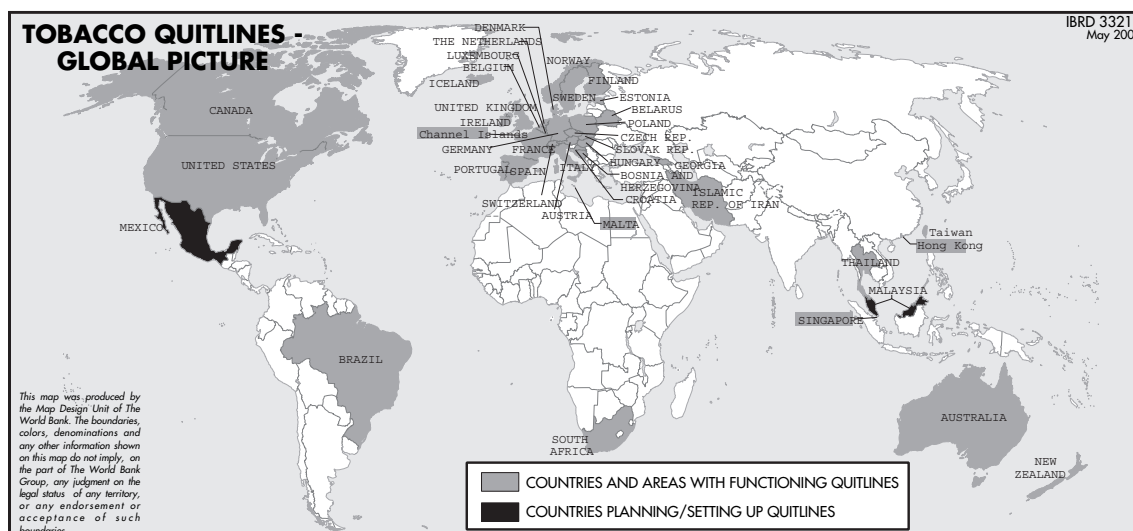 TOBACCO QUITLINES -
GLOBAL PICTURE
IBRD 3321
May 200
DENMARK
THE NETHERLANDS
LUXEMBOURG
BELGIUM
ICELAND
NORWAY
FINLAND
SWEDEN
ESTONIA
BELARUS
UNITED KINGDOM
IRELAND
Channel Islands
GERMANY
FRANCE
POLAND
CZECH REP.
SLOVAK REP.
HUNGARY
BOSNIA AND
HERZEGOVINA
CROATIA
GEORGIA
ISLAMIC
REP. OF IRAN
PORTUGAL
SPAIN
ITALY
SWITZERLAND
AUSTRIA
MALTA
CANADA
UNITED STATES
MEXICO
BRAZIL
Taiwan
Hong Kong
THAILAND
MALAYSIA
SINGAPORE
AUSTRALIA
NEW
ZEALAND
SOUTH
AFRICA
This map was produced by
the Map Design Unit of The
World Bank. The boundaries,
colors, denominations and
any other information shown
on this map do not imply, on
the part of The World Bank
Group, any judgment on the
legal status of any territory,
or any endorsement or
acceptance of such
boundaries
COUNTRIES AND AREAS WITH FUNCTIONING QUITLINES
COUNTRIES PLANNING/SETTING UP QUITLINES